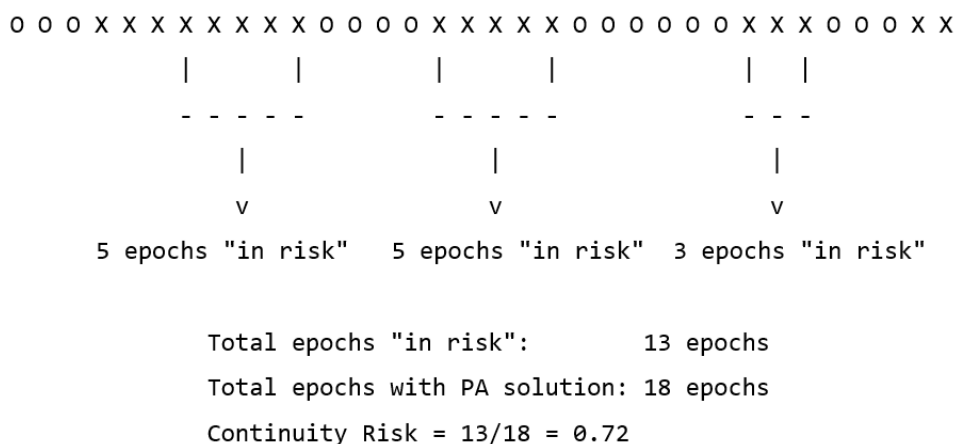 o o o x x x x x x x x o o o o x x x x x o o o o o o x x x o o o x x
| | | | | |
- - - - - - - - - - - - -
| | |
v v v
5 epochs "in risk" 5 epochs "in risk" 3 epochs "in risk"
Total epochs "in risk": 13 epochs
Total epochs with PA solution: 18 epochs
Continuity Risk = 13/18 = 0.72